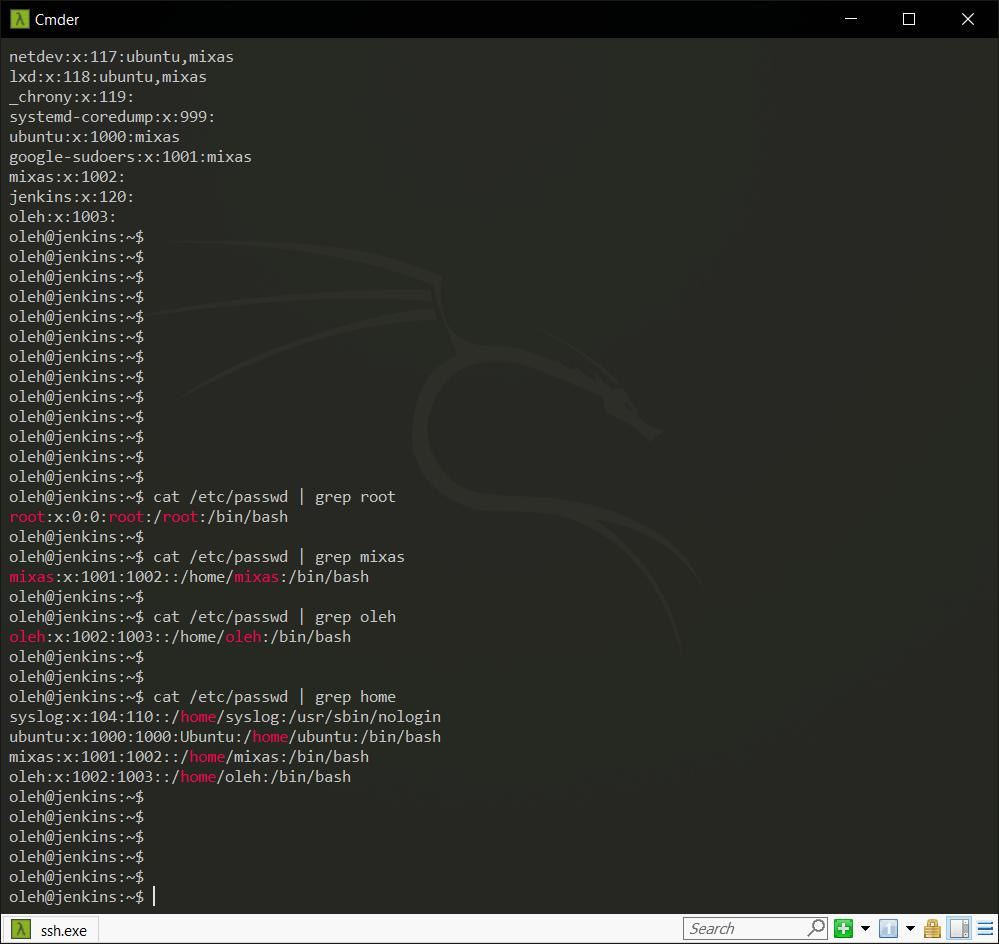 Cmder
netdev:x:117:ubuntu,mixas
lxd:x:118:ubuntu,mixas
_chrony:x:119:
systemd-coredump:x:999:
ubuntu:x:1000:mixas
google-sudoers:x:1001:mixas
mixas:x:1002:
jenkins:x:120:
oleh:x:1003:
oleh@jenkins:~$
oleh@jenkins:~$
oleh@jenkins:~$
oleh@jenkins:~$
oleh@jenkins:~$
oleh@jenkins:~$
oleh@jenkins:~$
oleh@jenkins:~$
oleh@jenkins:~$
oleh@jenkins:~$
oleh@jenkins:~$
oleh@jenkins:~$
oleh@jenkins:~$
oleh@jenkins:~$ cat /etc/passwd | grep root
root:x:0:0:root:/root:/bin/bash
oleh@jenkins:~$
oleh@jenkins:~$ cat /etc/passwd | grep mixas
mixas:x:1001:1002::/home/mixas:/bin/bash
oleh@jenkins:~$
oleh@jenkins:~$ cat /etc/passwd | grep oleh
oleh:x:1002:1003::/home/oleh:/bin/bash
oleh@jenkins:~$
oleh@jenkins:~$
oleh@jenkins:~$ cat /etc/passwd | grep home
syslog:x:104:110::/home/syslog:/usr/sbin/nologin
ubuntu:x:1000:1000:Ubuntu:/home/ubuntu:/bin/bash
mixas:x:1001:1002::/home/mixas:/bin/bash
oleh:x:1002:1003::/home/oleh:/bin/bash
oleh@jenkins:~$
oleh@jenkins:~$
oleh@jenkins:~$
oleh@jenkins:~$
oleh@jenkins:~$
oleh@jenkins:~$
ssh.exe Search